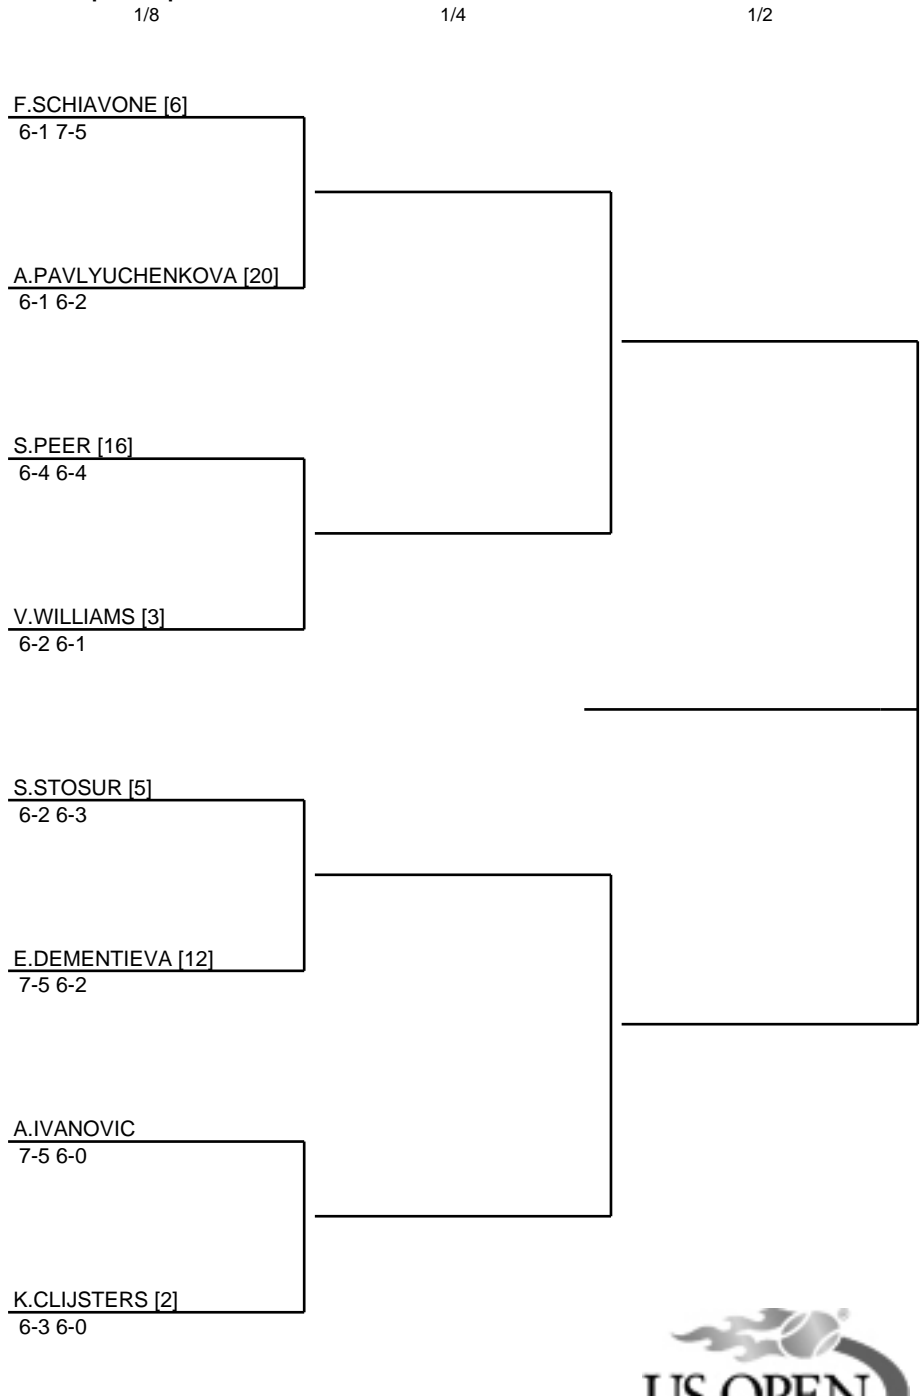 1/8 1/4 1/2
F.SCHIAVONE [6]
6-1 7-5
A.PAVLYUCHENKOVA [20]
6-1 6-2
S.PEER [16]
6-4 6-4
V.WILLIAMS [3]
6-2 6-1
S.STOSUR [5]
6-2 6-3
E.DEMENTIEVA [12]
7-5 6-2
A.IVANOVIC
7-5 6-0
K.CLIJSTERS [2]
6-3 6-0
®
US OPEN